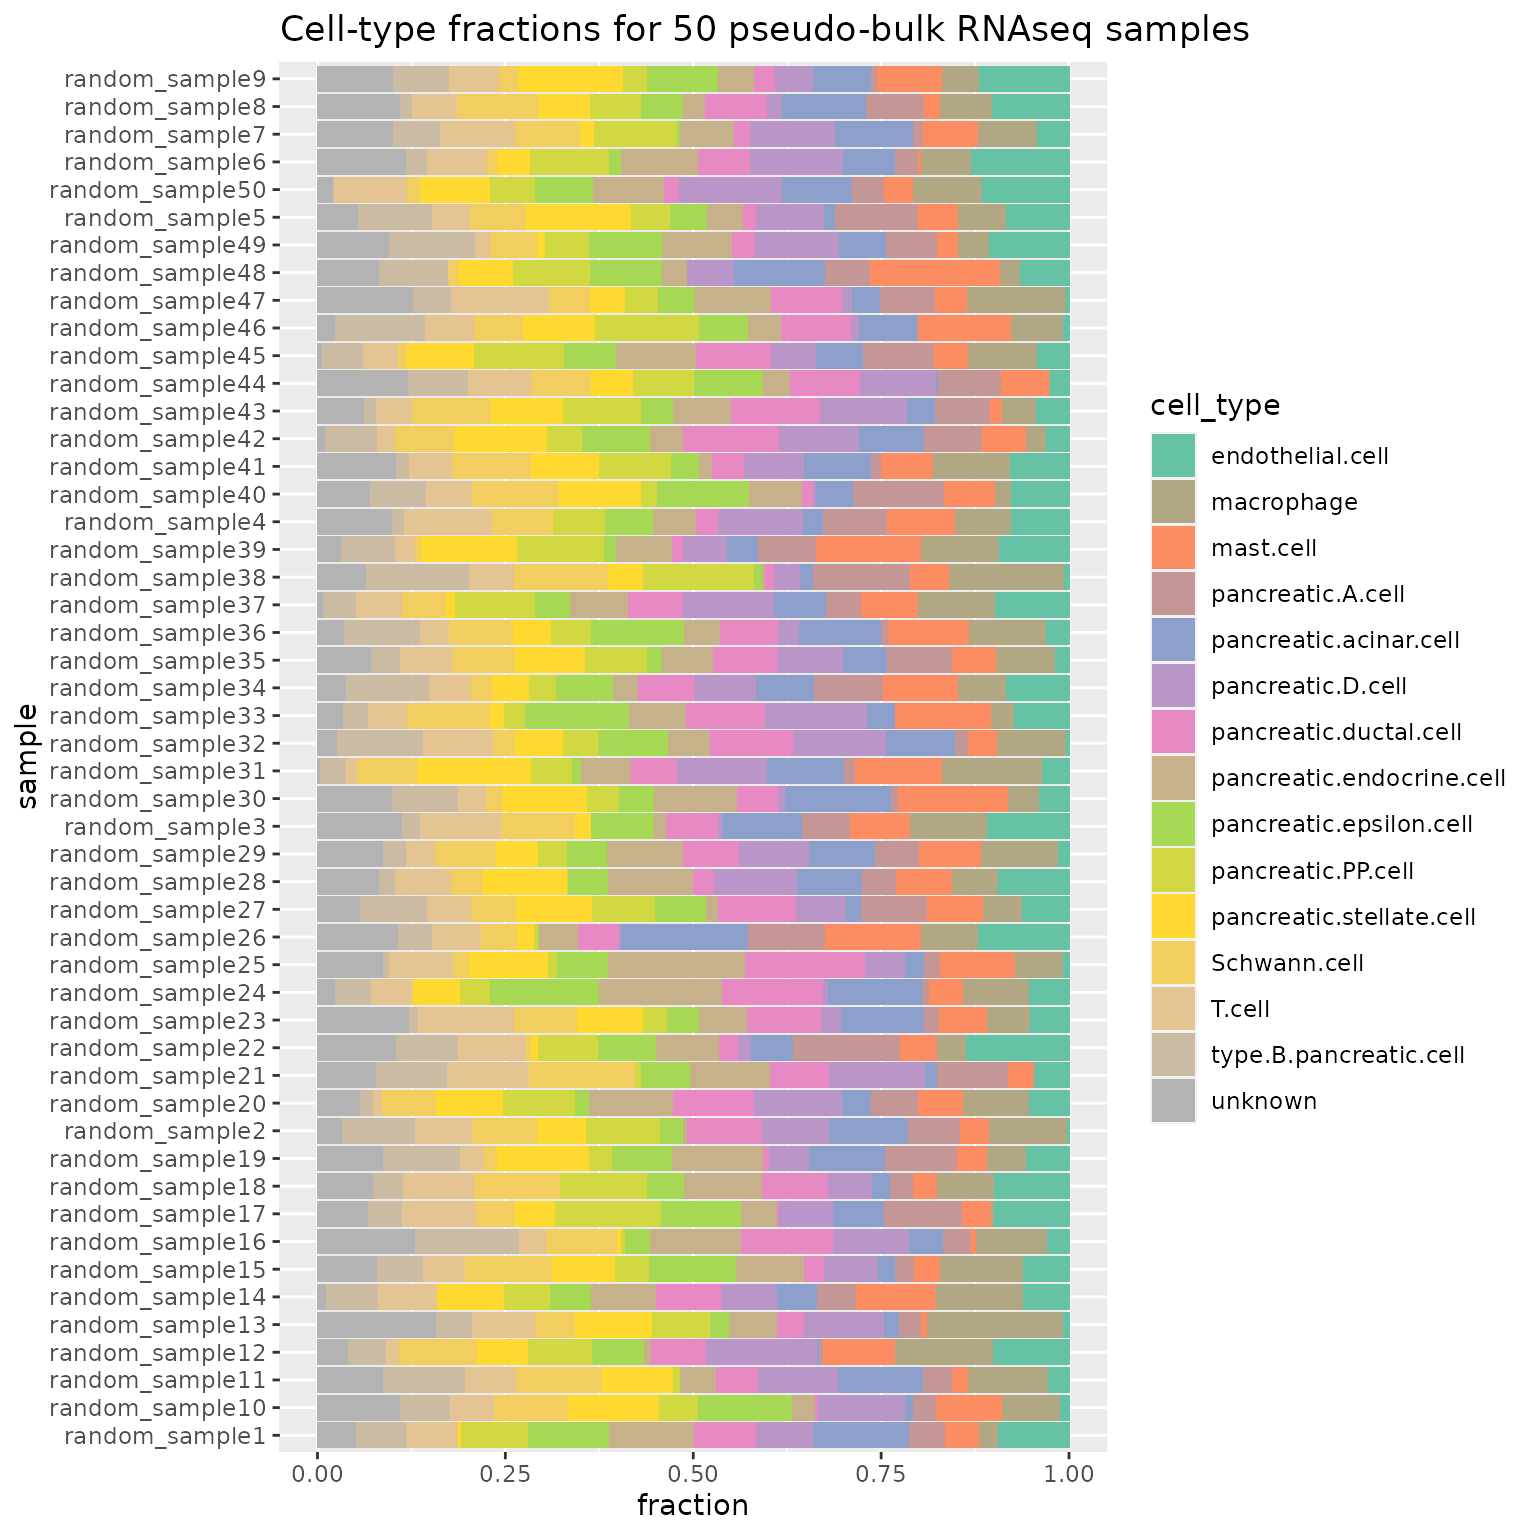 Cell-type fractions for 50 pseudo-bulk RNAseq samples
random_sample9
random_sample8
random_sample7
random_sample6
random_sample50
random_sample5
random_sample49
random_sample48
random_sample47
random_sample46
random_sample45
random_sample44
random_sample43
random_sample42
random_sample41
random_sample40
random_sample4
random_sample39
random_sample38
random_sample37
random_sample36
random_sample35
random_sample34
random_sample33
random_sample32
random_sample31
random_sample30
random_sample3
random_sample29
random_sample28
random_sample27
random_sample26
random_sample25
random_sample24
random_sample23
random_sample22
random_sample21
random_sample20
random_sample2
random_sample19
random_sample18
random_sample17
random_sample16
random_sample15
random_sample14
random_sample13
random_sample12
random_sample11
random_sample10
random_sample1
sample
0.00 0.25 0.50 0.75 1.00
fraction
cell_type
endothelial.cell
macrophage
mast.cell
pancreatic.A.cell
pancreatic.acinar.cell
pancreatic.D.cell
pancreatic.ductal.cell
pancreatic.endocrine.cell
pancreatic.epsilon.cell
pancreatic.PP.cell
pancreatic.stellate.cell
Schwann.cell
T.cell
type.B.pancreatic.cell
unknown